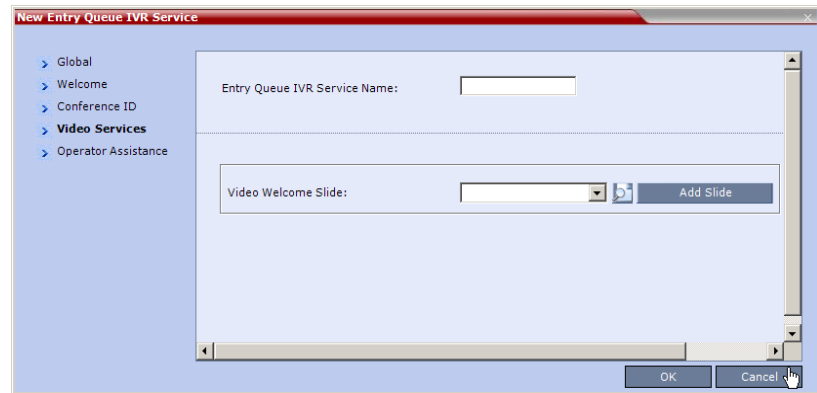 New Entry Queue IVR Service
Global
Welcome
Conference ID
Video Services
Operator Assistance
Entry Queue IVR Service Name:
Video Welcome Slide:
Add Slide
OK
Cancel